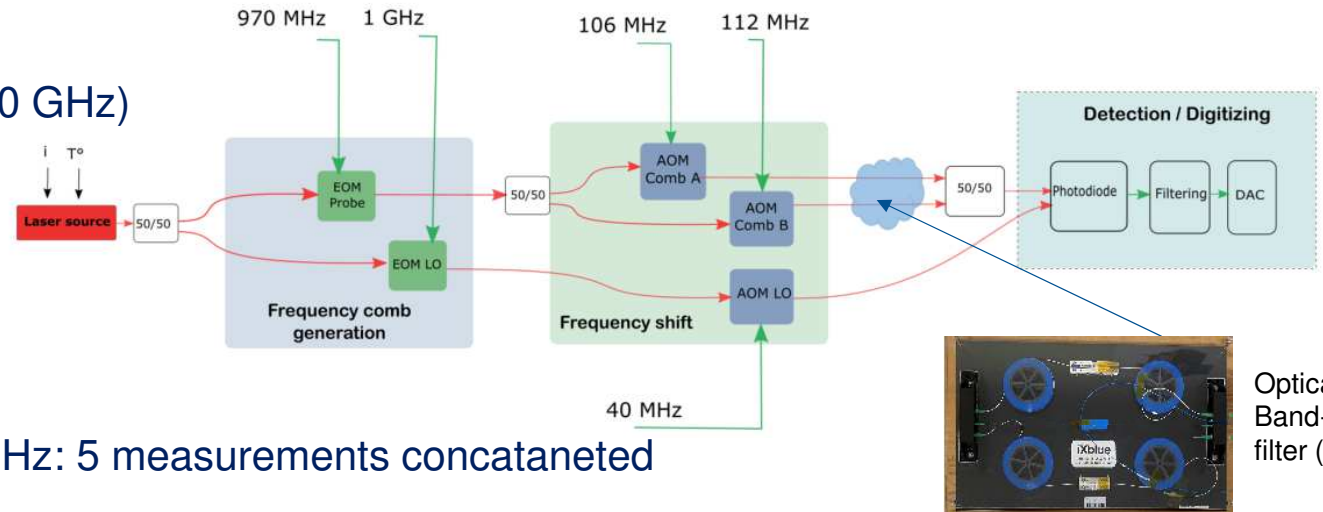 970 MHz
1 GHz
106 MHz
112 MHz
0 GHz)
i T°
Laser source
50/50
EOM
Probe
EOM LO
Frequency comb
generation
50/50
AOM
Comb A
AOM
Comb B
AOM LO
Frequency shift
40 MHz
50/50
Detection / Digitizing
Photodiode
Filtering
DAC
iXblue
Optica
Band-
filter (
Hz: 5 measurements concataneted